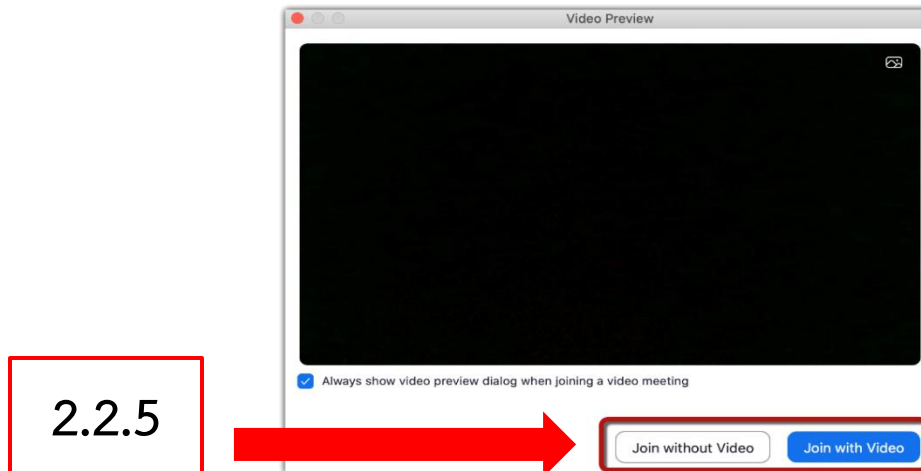 Video Preview
Always show video preview dialog when joining a video meeting
2.2.5
Join without Video Join with Video